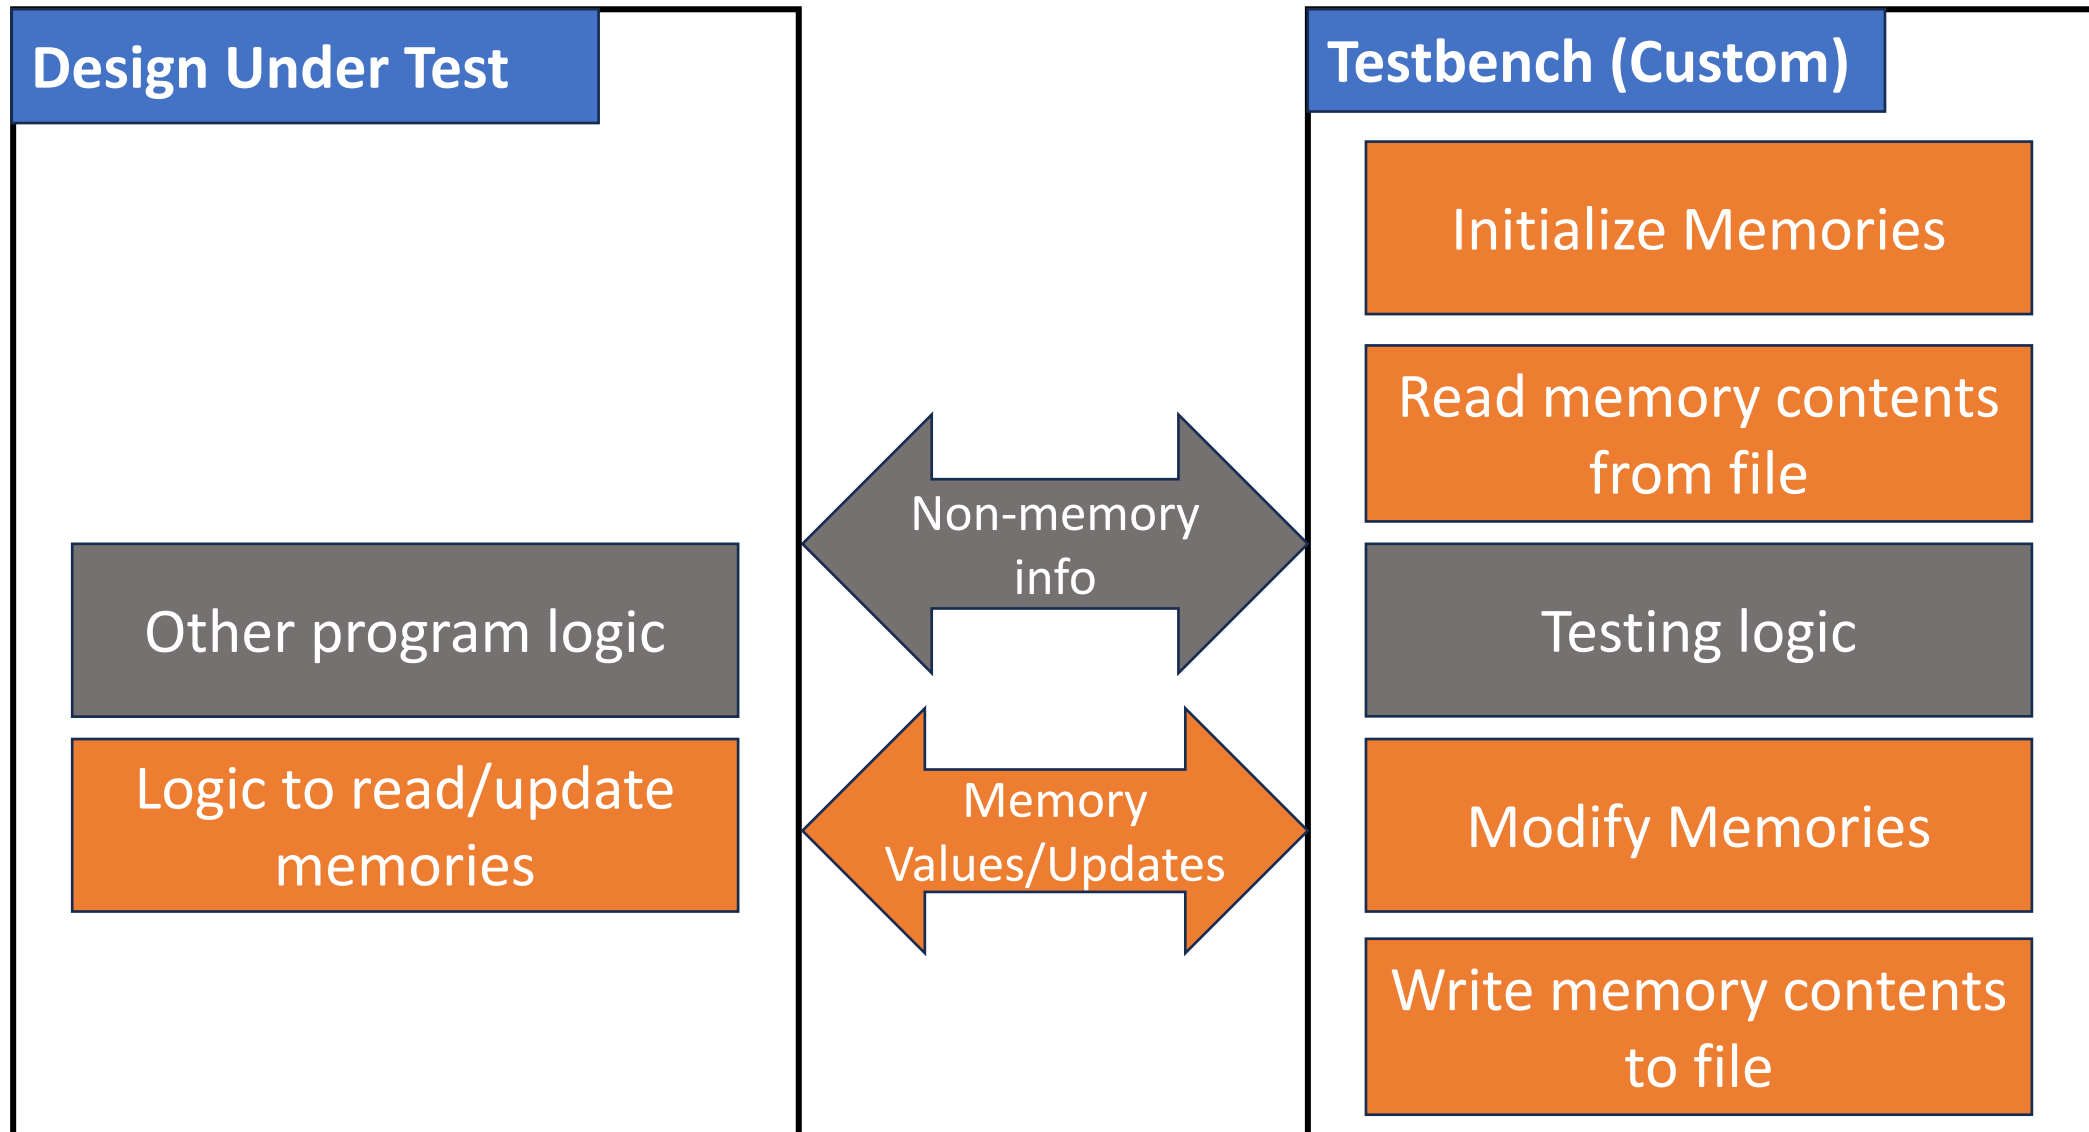 Design Under Test
Other program logic
Logic to read/update
memories
Non-memory
info
Memory
Values/Updates
Testbench (Custom)
Initialize Memories
Read memory contents
from file
Testing logic
Modify Memories
Write memory contents
to file